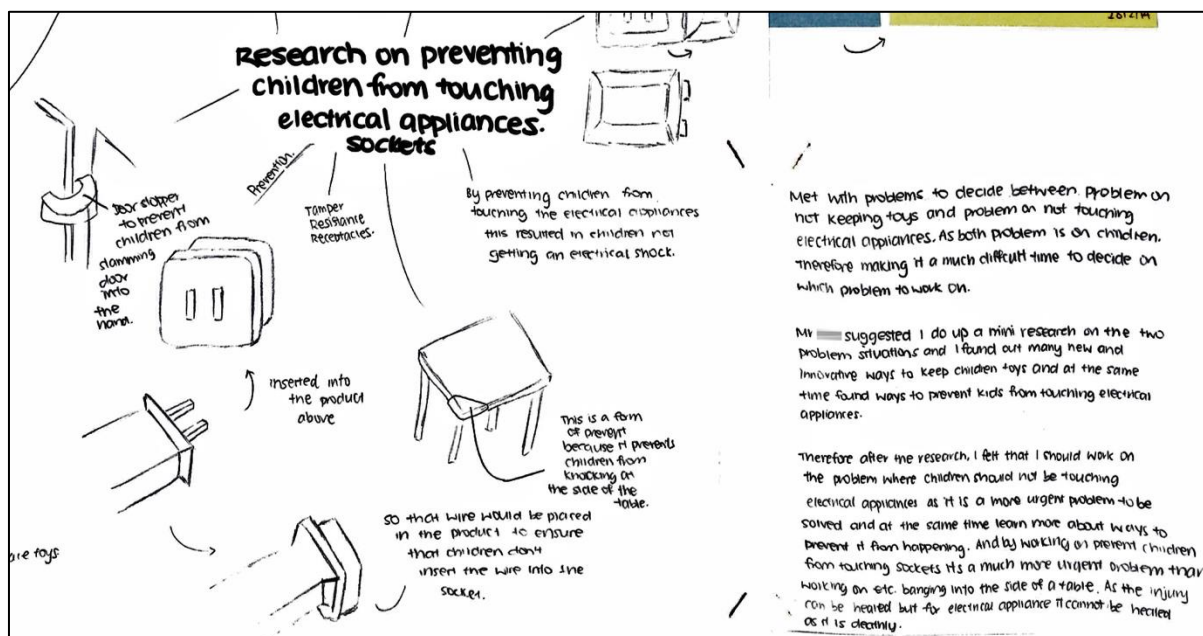 28/2/14
Research on preventing
children from touching
electrical appliances.
sockets
Door stopper
to prevent
children from
slamming
door
into
the
hand.
Prevention.
Tamper
Resistance
Receptacles.
By preventing children from
touching the electrical appliances
this resulted in children not
getting an electrical shock.
inserted into
the product
above
This is a form
of prevent
because it prevents
children from
knocking at
the side of the
table.
so that wire would be placed
in the product to ensure
that children don't
insert the wire into the
socket.
toys
Met with problems to decide between problem on
not keeping toys and problem on not touching
electrical appliances. As both problem is on children.
Therefore making it a much difficult time to decide on
which problem to work on.
Mr suggested I do up a mini research on the two
problem situations and I found out many new and
innovative ways to keep children toys and at the same
time found ways to prevent kids from touching electrical
appliances.
Therefore after the research, I felt that I should work on
the problem where children should not be touching
electrical appliances as it is a more urgent problem to be
solved and at the same time learn more about ways to
prevent it from happening. And by working on prevent children
from touching sockets its a much more urgent problem than
working on etc. banging into the side of a table. As the injury
can be healed but for electrical appliance it cannot be healed
as it is deathly.